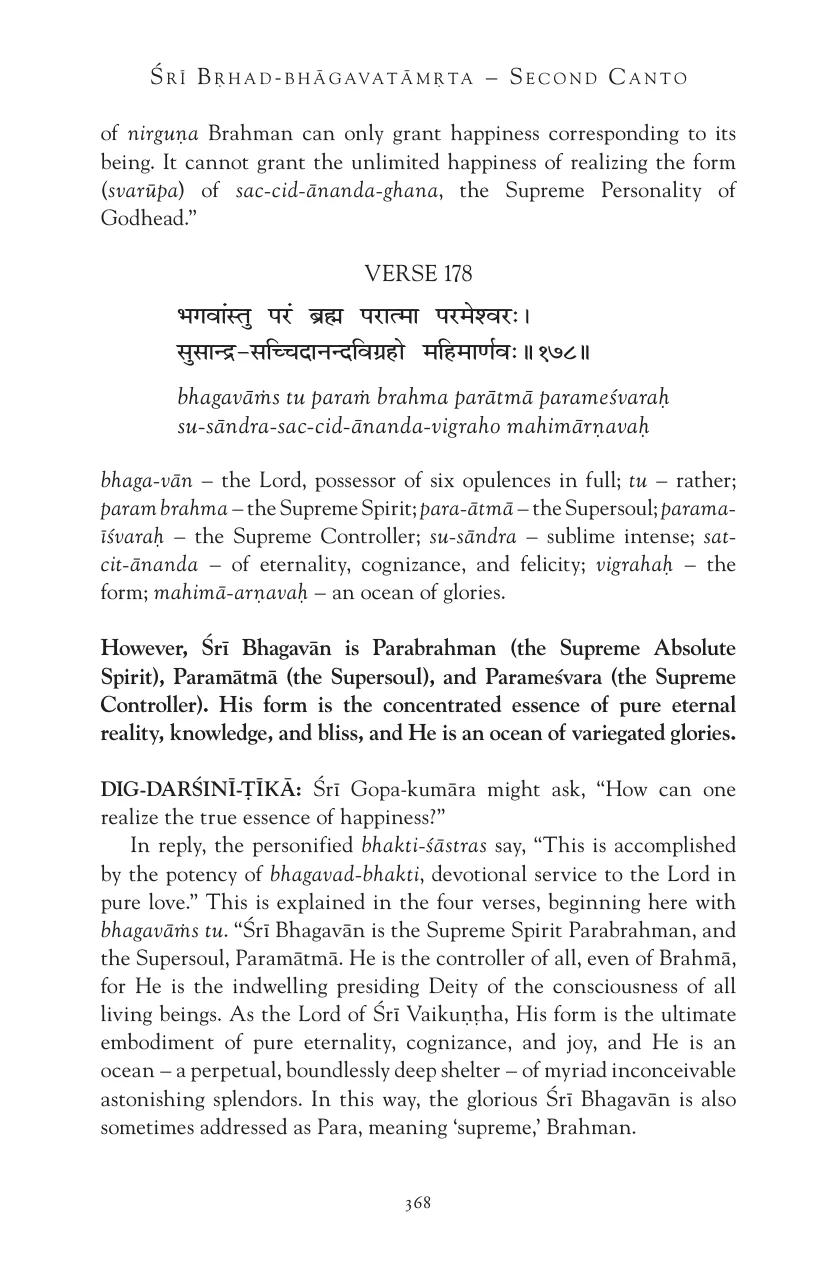 Śrī Bṛhad-bhāgavatāmṛta – Second Canto
of nirguṇa Brahman can only grant happiness corresponding to its
being. It cannot grant the unlimited happiness of realizing the form
(svarūpa) of sac-cid-ānanda-ghana, the Supreme Personality of
Godhead.”
VERSE 178
भगवांस्तु परं ब्रह्म परात्मा परमेश्वरः।
सुसान्द्र-सच्चिदानन्दविग्रहो महिमार्णवः॥१७८॥
bhagavāṁs tu paraṁ brahma parātmā parameśvaraḥ
su-sāndra-sac-cid-ānanda-vigraho mahimārṇavaḥ
bhaga-vān – the Lord, possessor of six opulences in full; tu – rather;
param brahma – the Supreme Spirit; para-ātmā – the Supersoul; parama-
īśvaraḥ – the Supreme Controller; su-sāndra – sublime intense; sat-
cit-ānanda – of eternality, cognizance, and felicity; vigrahaḥ – the
form; mahimā-arṇavaḥ – an ocean of glories.
However, Śrī Bhagavān is Parabrahman (the Supreme Absolute
Spirit), Paramātmā (the Supersoul), and Parameśvara (the Supreme
Controller). His form is the concentrated essence of pure eternal
reality, knowledge, and bliss, and He is an ocean of variegated glories.
DIG-DARŚINĪ-ṬĪKĀ: Śrī Gopa-kumāra might ask, “How can one
realize the true essence of happiness?”
In reply, the personified bhakti-śāstras say, “This is accomplished
by the potency of bhagavad-bhakti, devotional service to the Lord in
pure love.” This is explained in the four verses, beginning here with
bhagavāṁs tu. “Śrī Bhagavān is the Supreme Spirit Parabrahman, and
the Supersoul, Paramātmā. He is the controller of all, even of Brahmā,
for He is the indwelling presiding Deity of the consciousness of all
living beings. As the Lord of Śrī Vaikuṇṭha, His form is the ultimate
embodiment of pure eternality, cognizance, and joy, and He is an
ocean – a perpetual, boundlessly deep shelter – of myriad inconceivable
astonishing splendors. In this way, the glorious Śrī Bhagavān is also
sometimes addressed as Para, meaning ‘supreme,’ Brahman.
368